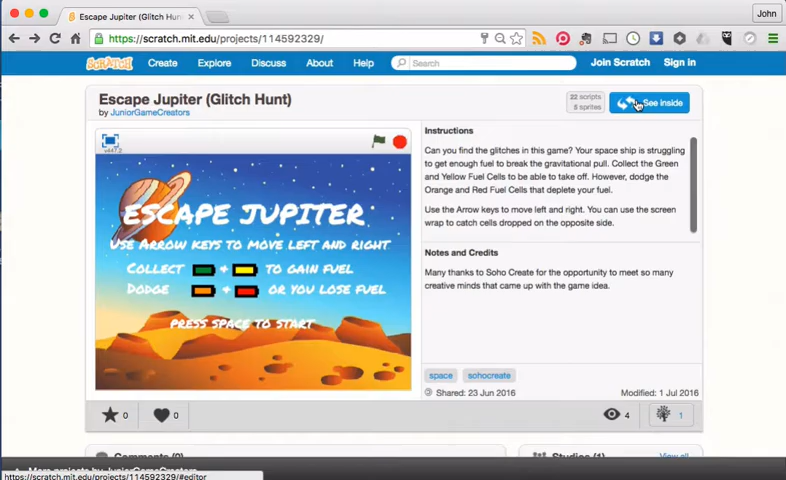 Escape Jupiter (Glitch Hunt)
John
https://scratch.mit.edu/projects/114592329/
SCRATCH
Create
Explore
Discuss
About
Help
Search
Join Scratch
Sign in
Escape Jupiter (Glitch Hunt)
by JuniorGameCreators
22 scripts
5 sprites
See inside
v447.2
ESCAPE JUPITER
USE ARROW KEYS TO MOVE LEFT AND RIGHT
COLLECT + TO GAIN FUEL
DODGE + OR YOU LOSE FUEL
PRESS SPACE TO START
Instructions
Can you find the glitches in this game? Your space ship is struggling
to get enough fuel to break the gravitational pull. Collect the Green
and Yellow Fuel Cells to be able to take off. However, dodge the
Orange and Red Fuel Cells that deplete your fuel.
Use the Arrow keys to move left and right. You can use the screen
wrap to catch cells dropped on the opposite side.
Notes and Credits
Many thanks to Soho Create for the opportunity to meet so many
creative minds that came up with the game idea.
space
sohocreate
Shared: 23 Jun 2016
Modified: 1 Jul 2016
0
0
4
1
Comments (0)
Studios (1)
View all
More projects by JuniorGameCreators
https://scratch.mit.edu/projects/114592329/#editor